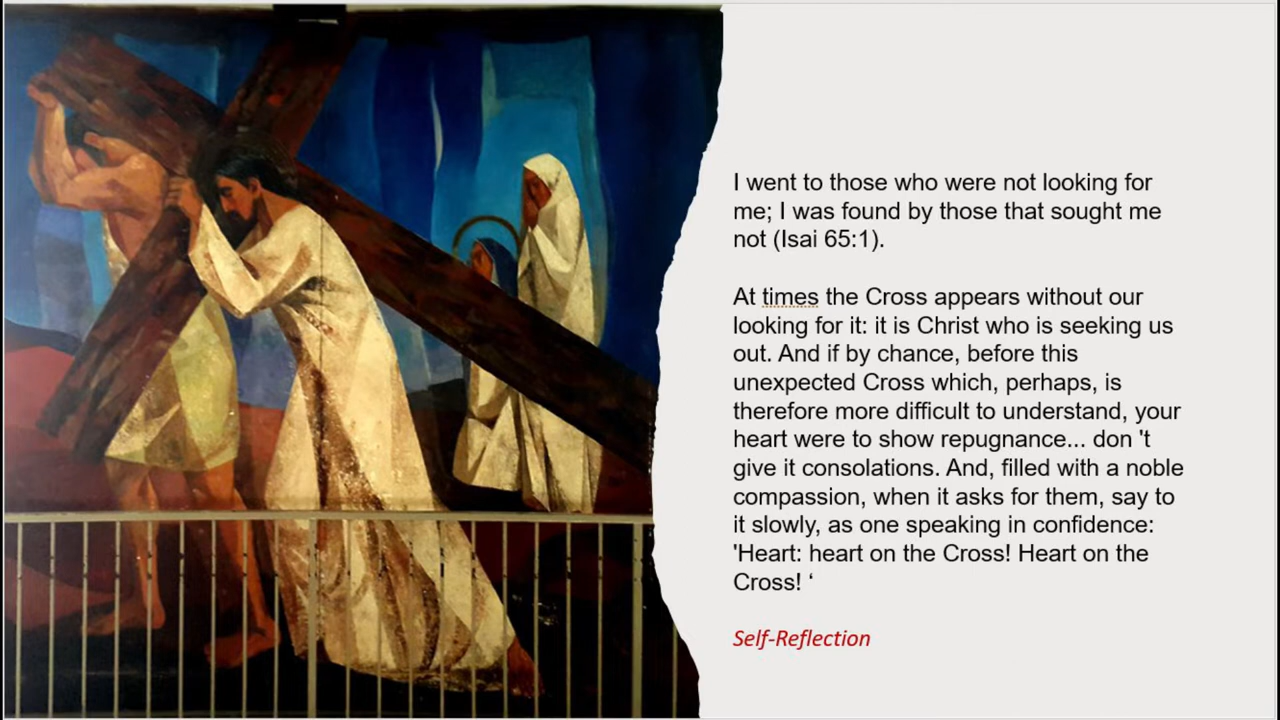 I went to those who were not looking for
me; I was found by those that sought me
not (Isai 65:1).
At times the Cross appears without our
looking for it: it is Christ who is seeking us
out. And if by chance, before this
unexpected Cross which, perhaps, is
therefore more difficult to understand, your
heart were to show repugnance... don 't
give it consolations. And, filled with a noble
compassion, when it asks for them, say to
it slowly, as one speaking in confidence:
'Heart: heart on the Cross! Heart on the
Cross! ‘
Self-Reflection